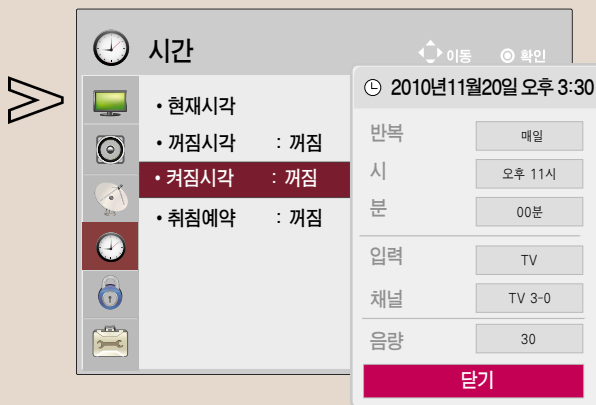 시간
이동 확인
• 현재시각
• 꺼짐시각 : 꺼짐
• 켜짐시각 : 꺼짐
• 취침예약 : 꺼짐
2010년11월20일 오후 3:30
반복 매일
시 오후 11시
분 00분
입력 TV
채널 TV 3-0
음량 30
닫기